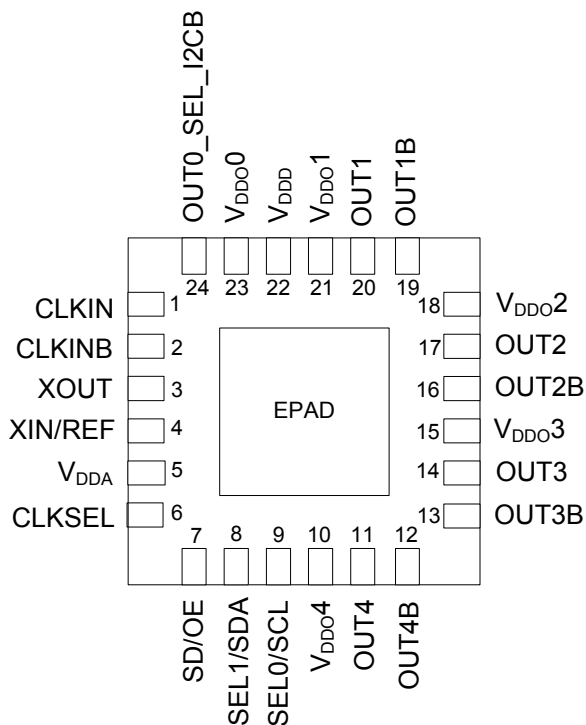 OUT0_SEL_I2CB
VDDO0
VDDD
VDDO1
OUT1
OUT1B
24
23
22
21
20
19
CLKIN
1
CLKINB
2
XOUT
3
XIN/REF
4
VDDA
5
CLKSEL
6
EPAD
18
VDDO2
17
OUT2
16
OUT2B
15
VDDO3
14
OUT3
13
OUT3B
7
8
9
10
11
12
SD/OE
SEL1/SDA
SEL0/SCL
VDDO4
OUT4
OUT4B